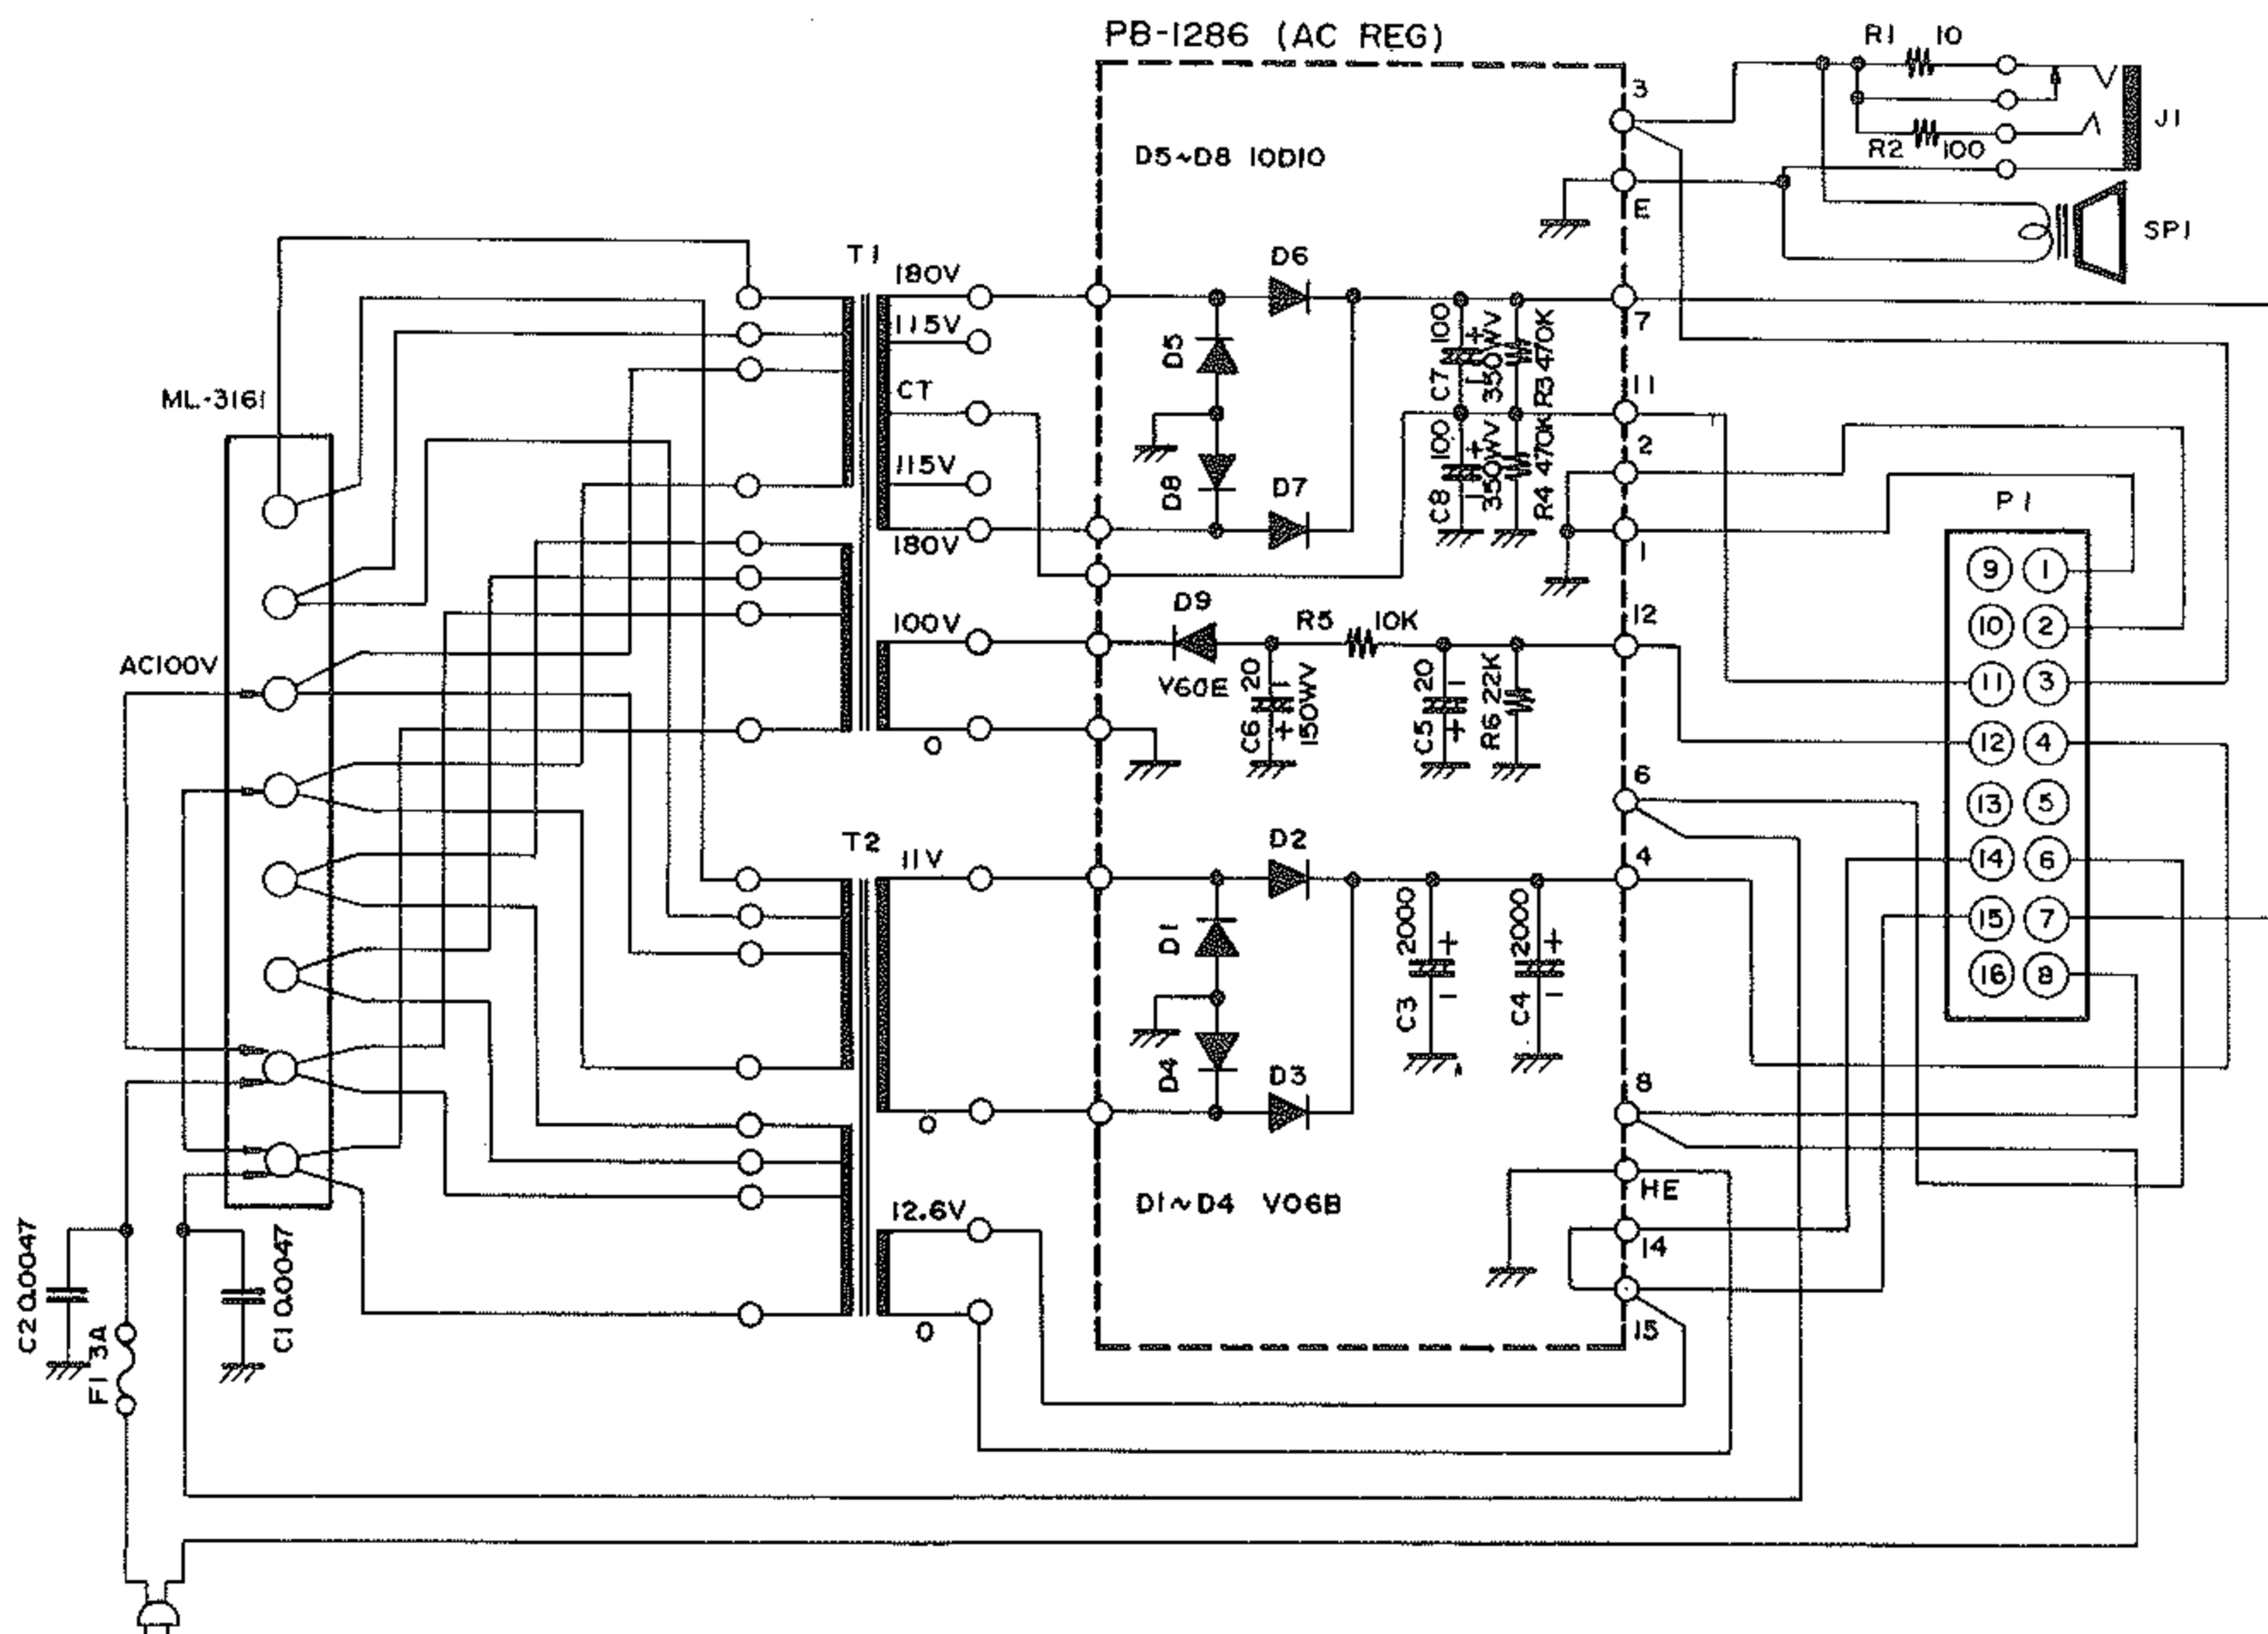 PB-1286 (AC REG)
R1 10
3
J1
D5~D8 10D10
R2 100
E
SP1
T1
D6
180V
115V
7
D5
C7 100 350WV
R3 470K
CT
ML-3161
11
2
115V
D8
D7
C8 100 350WV
R4 470K
180V
1
P1
9 1
10 2
11 3
12 4
13 5
14 6
15 7
16 8
D9
R5 10K
12
100V
AC100V
V60E
C6 20 150WV
C5 20
R6 22K
0
6
T2
11V
D2
4
D1
C3 2000
C4 2000
D4
D3
8
0
HE
12.6V
D1~D4 V06B
14
C2 0.0047
C1 0.0047
F1 3A
0
15